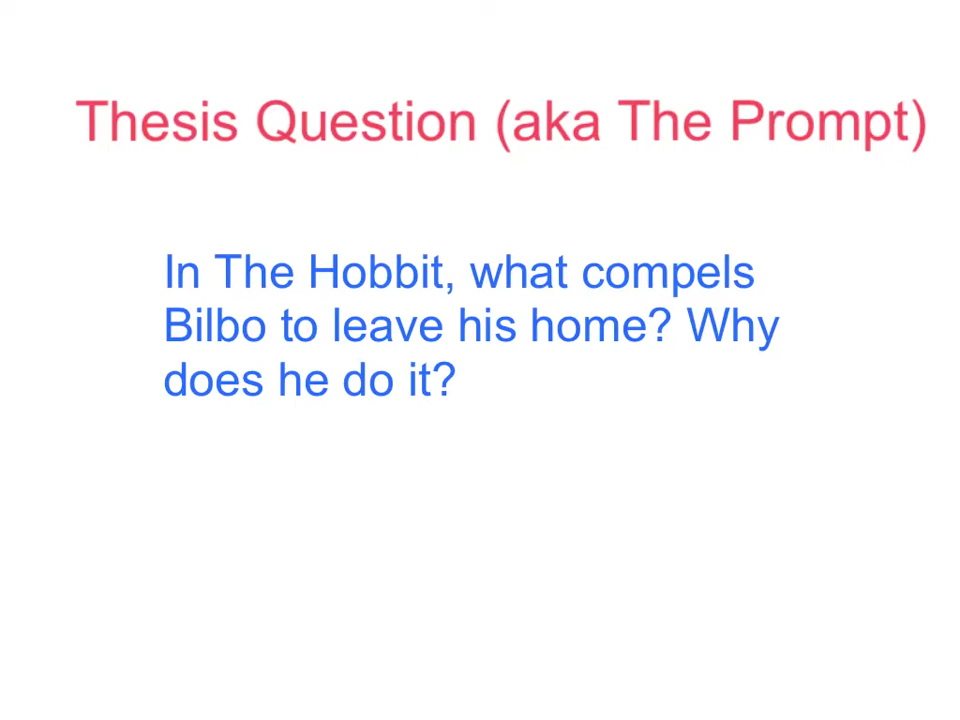 Thesis Question (aka The Prompt)
In The Hobbit, what compels
Bilbo to leave his home? Why
does he do it?